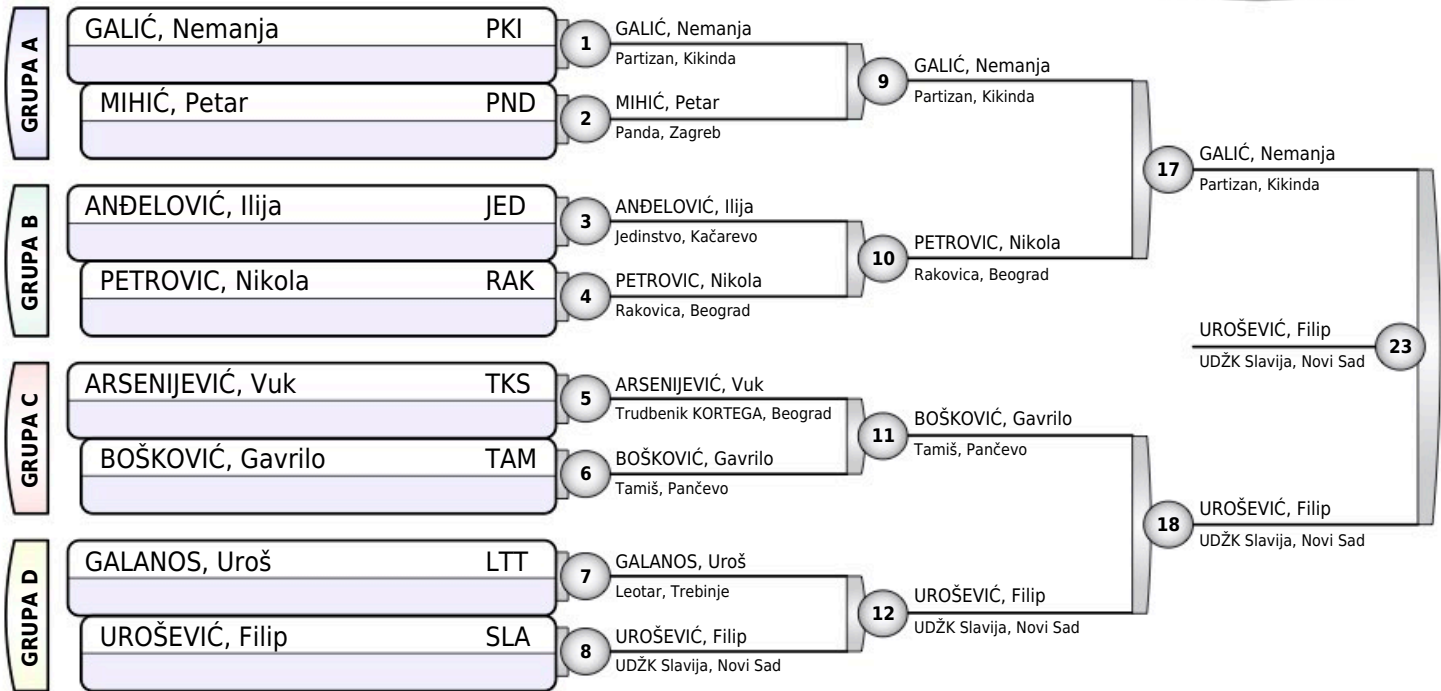 GRUPA A
GALIĆ, Nemanja PKI
MIHIĆ, Petar PND
1
GALIĆ, Nemanja
Partizan, Kikinda
2
MIHIĆ, Petar
Panda, Zagreb
9
GALIĆ, Nemanja
Partizan, Kikinda
GRUPA B
ANĐELOVIĆ, Ilija JED
PETROVIC, Nikola RAK
3
ANĐELOVIĆ, Ilija
Jedinstvo, Kačarevo
4
PETROVIC, Nikola
Rakovica, Beograd
10
PETROVIC, Nikola
Rakovica, Beograd
17
GALIĆ, Nemanja
Partizan, Kikinda
GRUPA C
ARSENIJEVIĆ, Vuk TKS
BOŠKOVIĆ, Gavrilo TAM
5
ARSENIJEVIĆ, Vuk
Trudbenik KORTEGA, Beograd
6
BOŠKOVIĆ, Gavrilo
Tamiš, Pančevo
11
BOŠKOVIĆ, Gavrilo
Tamiš, Pančevo
GRUPA D
GALANOS, Uroš LTT
UROŠEVIĆ, Filip SLA
7
GALANOS, Uroš
Leotar, Trebinje
8
UROŠEVIĆ, Filip
UDŽK Slavija, Novi Sad
12
UROŠEVIĆ, Filip
UDŽK Slavija, Novi Sad
18
UROŠEVIĆ, Filip
UDŽK Slavija, Novi Sad
UROŠEVIĆ, Filip
UDŽK Slavija, Novi Sad
23